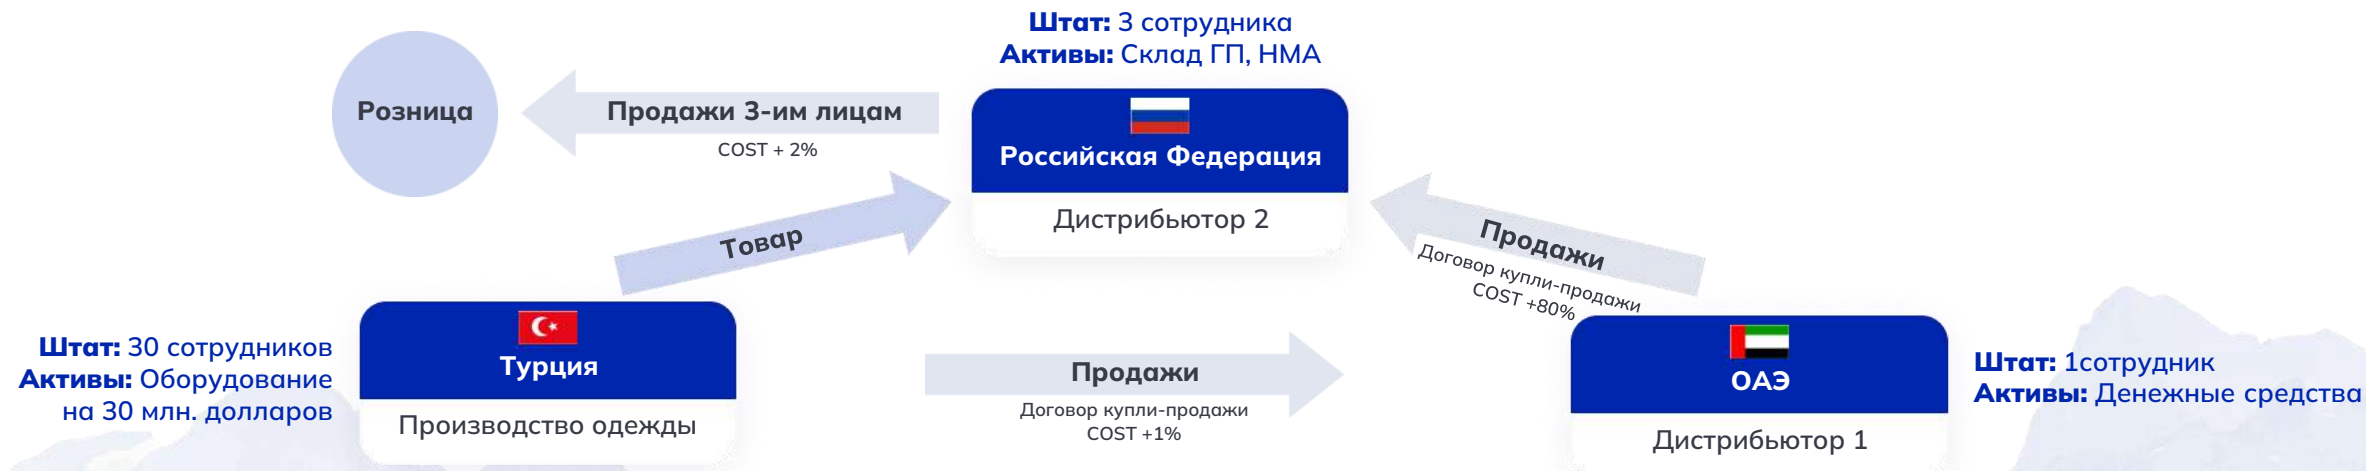 Штат: 3 сотрудника
Активы: Склад ГП, НМА
Розница
Продажи 3-им лицам
COST + 2%
Российская Федерация
Дистрибьютор 2
Товар
Продажи
Договор купли-продажи
COST +80%
Штат: 30 сотрудников
Активы: Оборудование
на 30 млн. долларов
Турция
Производство одежды
Продажи
Договор купли-продажи
COST +1%
ОАЭ
Дистрибьютор 1
Штат: 1сотрудник
Активы: Денежные средства